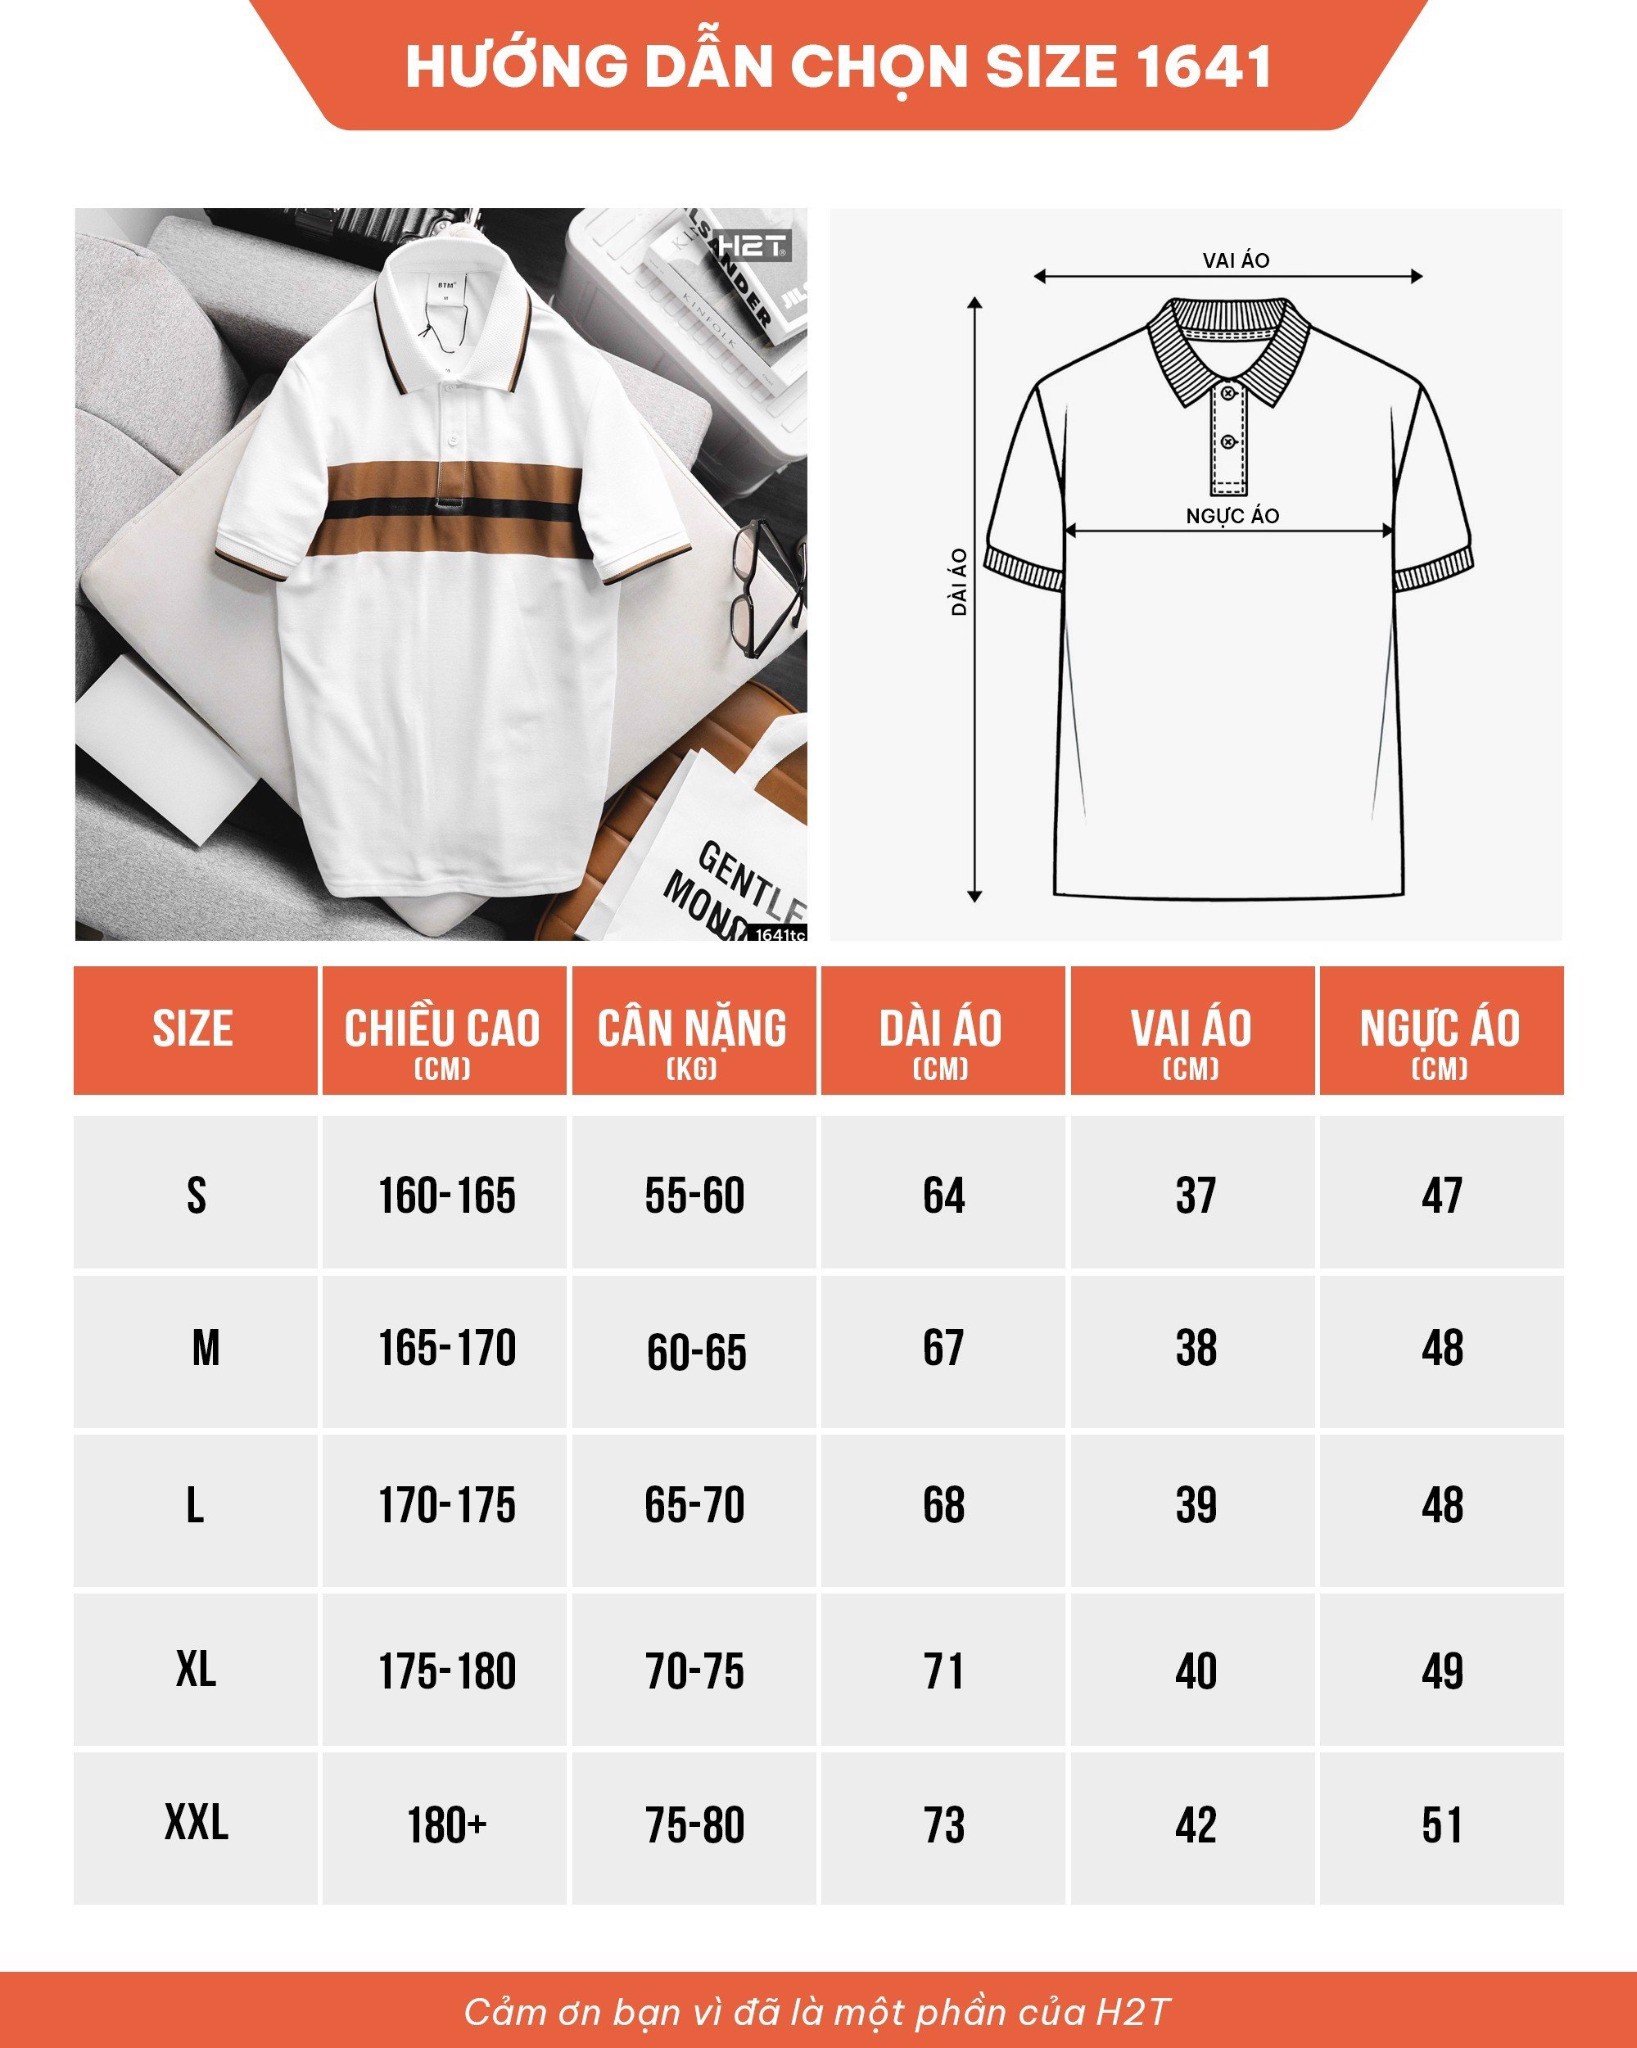 HƯỚNG DẪN CHỌN SIZE 1641
H2T
BTM
KINFOLK
JIL SANDER
GENTLE
MON
1641tc
VAI ÁO
NGỰC ÁO
DÀI ÁO
SIZE CHIỀU CAO (CM) CÂN NẶNG (KG) DÀI ÁO (CM) VAI ÁO (CM) NGỰC ÁO (CM)
S 160-165 55-60 64 37 47
M 165-170 60-65 67 38 48
L 170-175 65-70 68 39 48
XL 175-180 70-75 71 40 49
XXL 180+ 75-80 73 42 51
Cảm ơn bạn vì đã là một phần của H2T